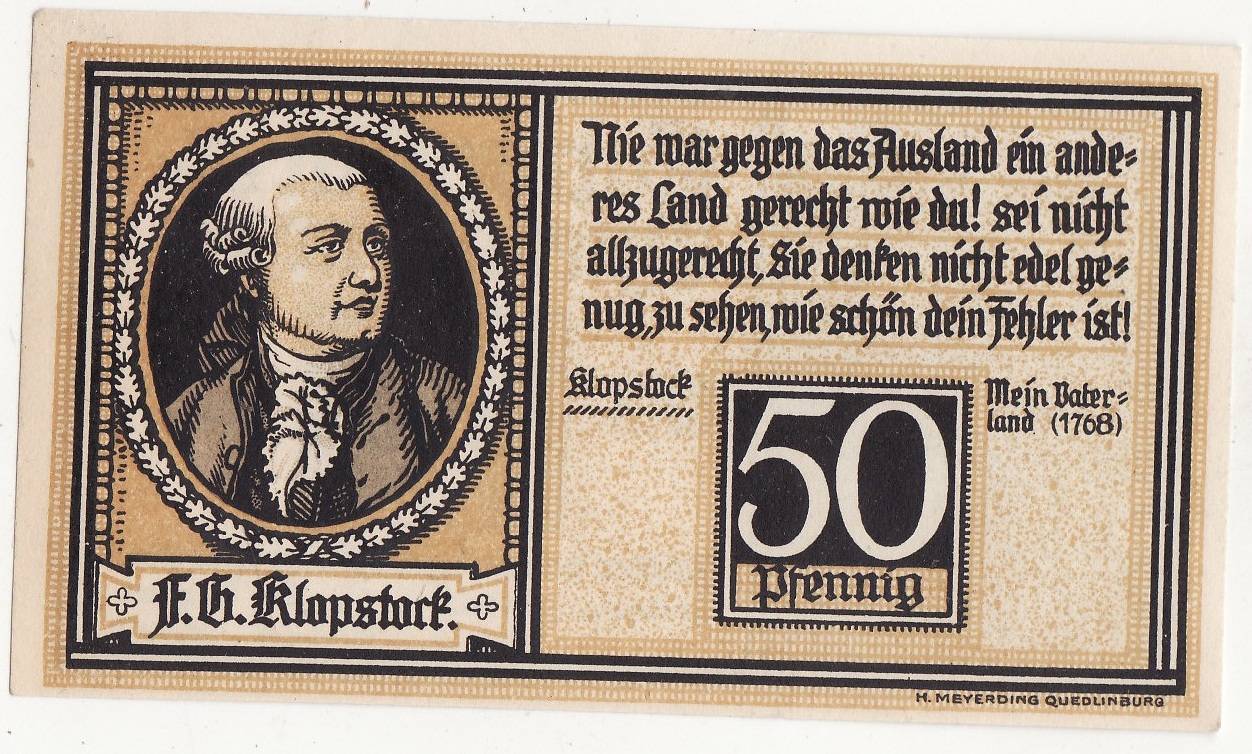 Nie war gegen das Ausland ein ande=
res Land gerecht wie du! sei nicht
allzugerecht, Sie denken nicht edel ge=
nug, zu sehen, wie schön dein Fehler ist!
Klopstock
Mein Vater=
land (1768)
50
Pfennig
F. G. Klopstock.
H. MEYERDING QUEDLINBURG